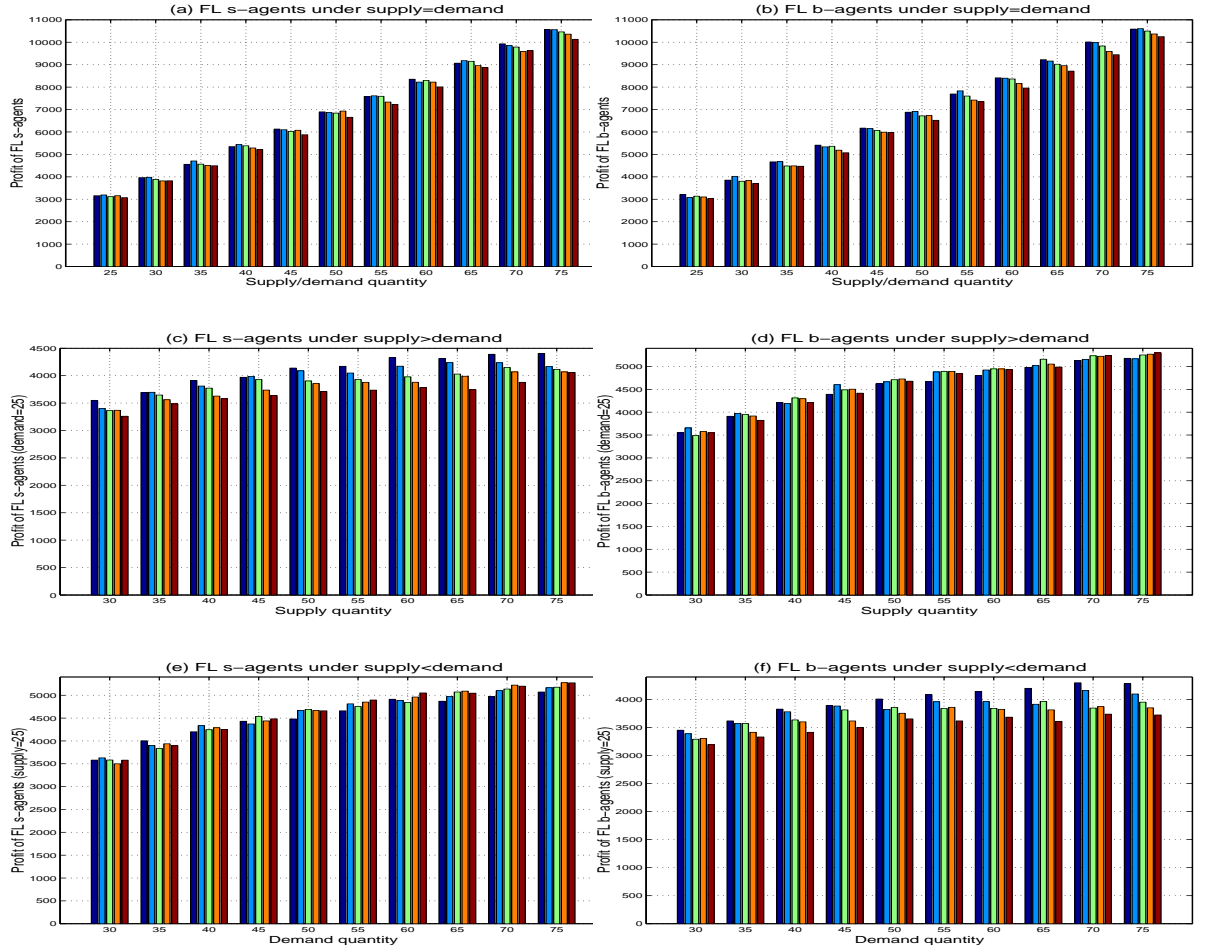 (a) FL s−agents under supply=demand
11000
10000
9000
8000
7000
6000
5000
4000
3000
2000
1000
0
Profit of FL s−agents
25 30 35 40 45 50 55 60 65 70 75
Supply/demand quantity
(b) FL b−agents under supply=demand
11000
10000
9000
8000
7000
6000
5000
4000
3000
2000
1000
0
Profit of FL b−agents
25 30 35 40 45 50 55 60 65 70 75
Supply/demand quantity
(c) FL s−agents under supply>demand
4500
4000
3500
3000
2500
2000
1500
1000
500
0
Profit of FL s−agents (demand=25)
30 35 40 45 50 55 60 65 70 75
Supply quantity
(d) FL b−agents under supply>demand
5000
4500
4000
3500
3000
2500
2000
1500
1000
500
0
Profit of FL b−agents (demand=25)
30 35 40 45 50 55 60 65 70 75
Supply quantity
(e) FL s−agents under supply<demand
5000
4500
4000
3500
3000
2500
2000
1500
1000
500
0
Profit of FL s−agents (supply=25)
30 35 40 45 50 55 60 65 70 75
Demand quantity
(f) FL b−agents under supply<demand
4000
3500
3000
2500
2000
1500
1000
500
0
Profit of FL b−agents (supply=25)
30 35 40 45 50 55 60 65 70 75
Demand quantity